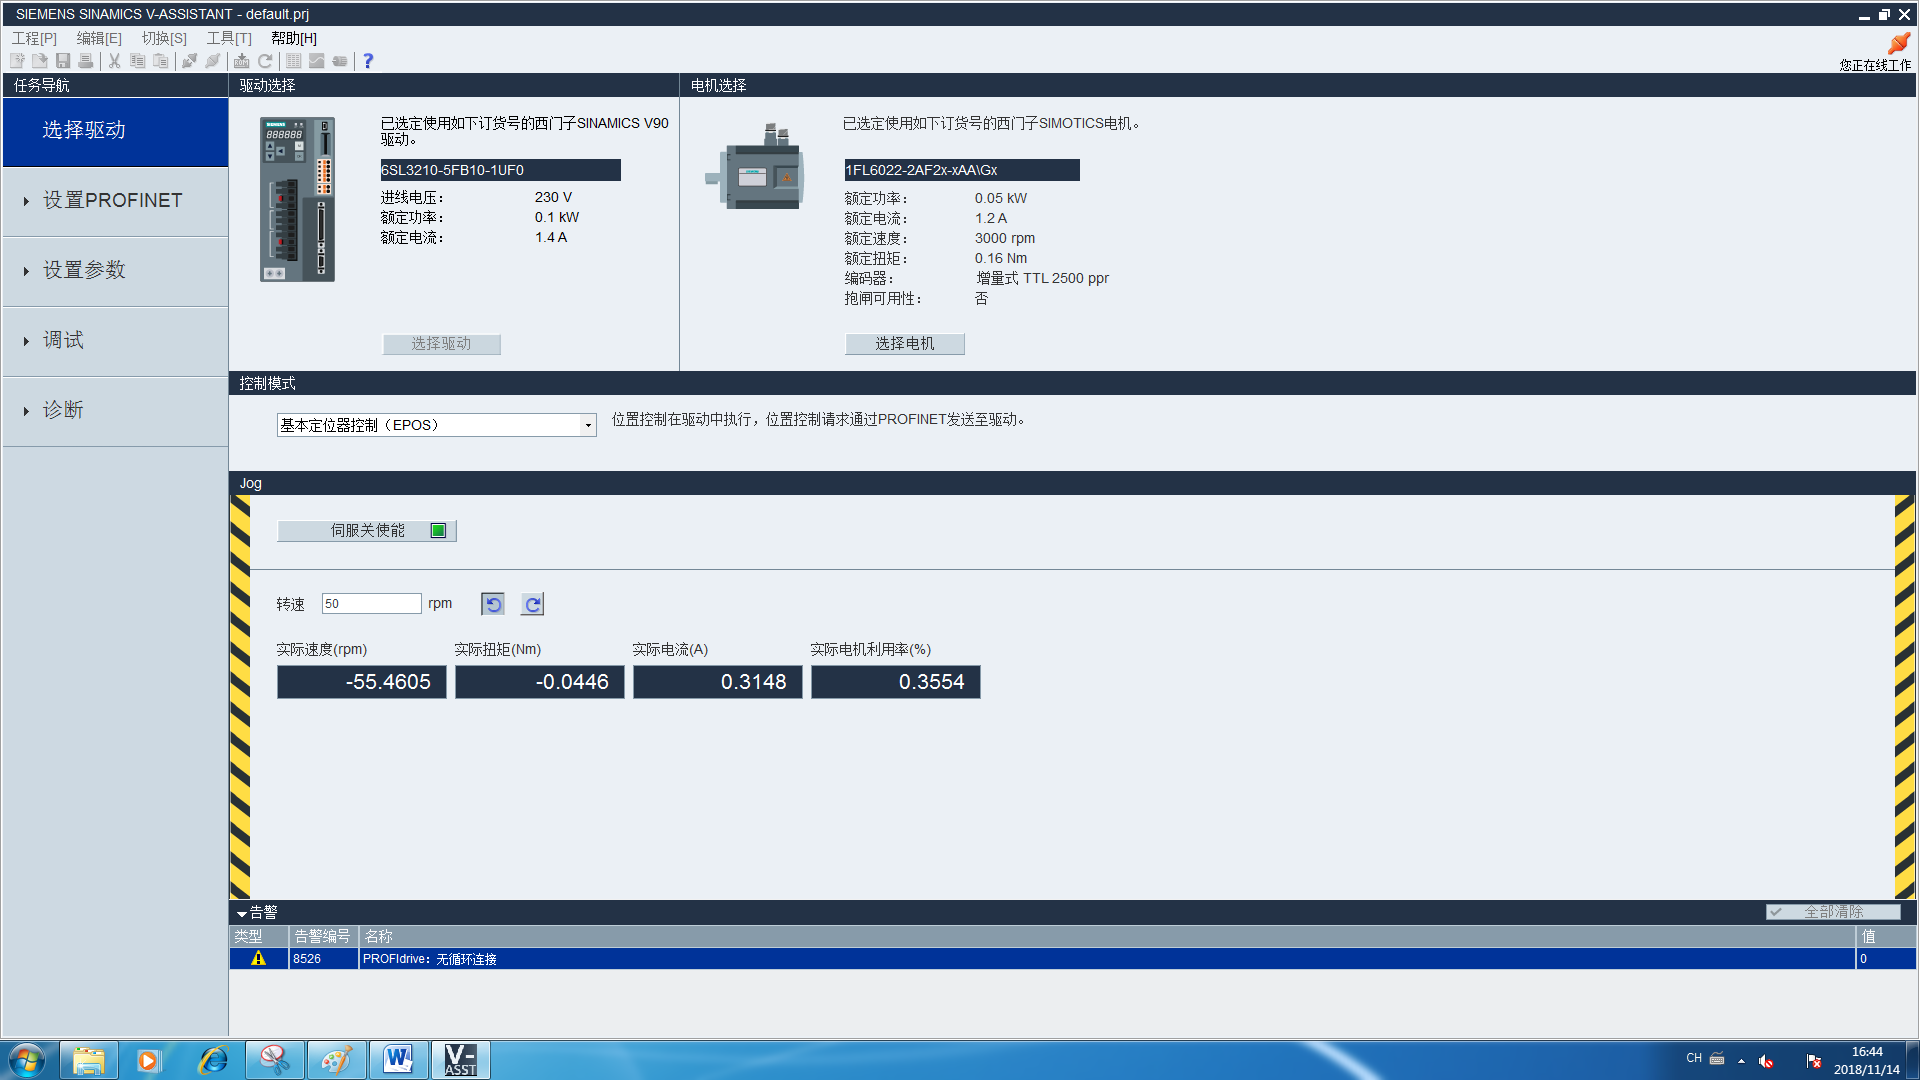 SIEMENS SINAMICS V-ASSISTANT - default.prj
工程[P] 编辑[E] 切换[S] 工具[T] 帮助[H]
您正在线工作
任务导航
选择驱动
设置PROFINET
设置参数
调试
诊断
驱动选择
已选定使用如下订货号的西门子SINAMICS V90
驱动。
6SL3210-5FB10-1UF0
进线电压： 230 V
额定功率： 0.1 kW
额定电流： 1.4 A
选择驱动
电机选择
已选定使用如下订货号的西门子SIMOTICS电机。
1FL6022-2AF2x-xAA\Gx
额定功率： 0.05 kW
额定电流： 1.2 A
额定速度： 3000 rpm
额定扭矩： 0.16 Nm
编码器： 增量式 TTL 2500 ppr
抱闸可用性： 否
选择电机
控制模式
基本定位器控制（EPOS） 位置控制在驱动中执行，位置控制请求通过PROFINET发送至驱动。
Jog
伺服关使能
转速 50 rpm
实际速度(rpm) 实际扭矩(Nm) 实际电流(A) 实际电机利用率(%)
-55.4605 -0.0446 0.3148 0.3554
告警 全部清除
类型 告警编号 名称 值
8526 PROFIdrive：无循环连接 0
V-
ASST
CH
16:44
2018/11/14